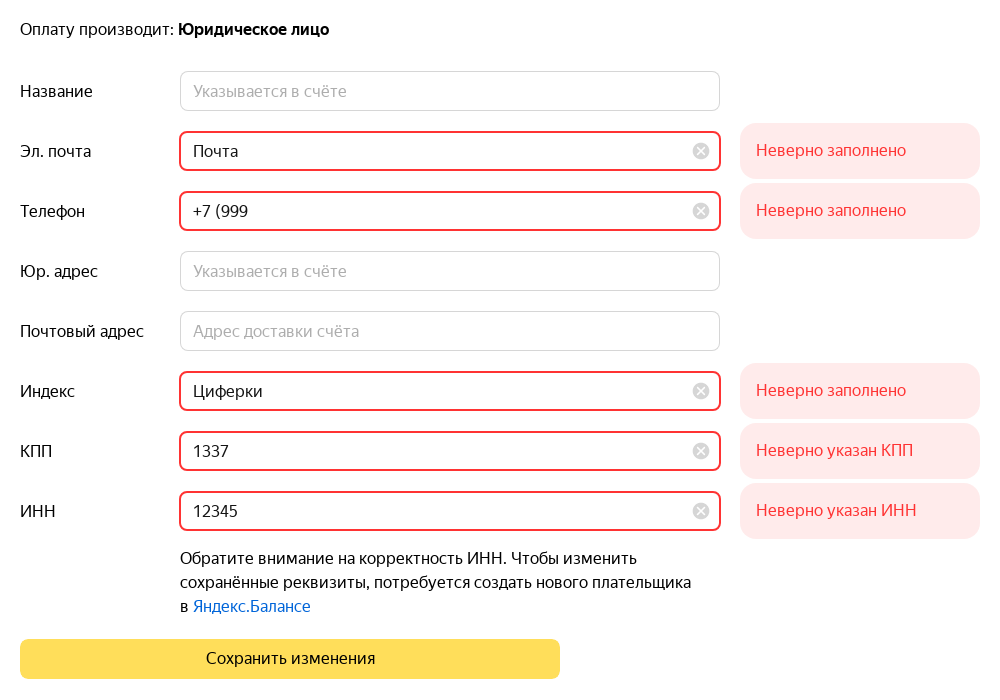 Оплату производит: Юридическое лицо
Название
Указывается в счёте
Эл. почта
Почта
Неверно заполнено
Телефон
+7 (999
Неверно заполнено
Юр. адрес
Указывается в счёте
Почтовый адрес
Адрес доставки счёта
Индекс
Циферки
Неверно заполнено
КПП
1337
Неверно указан КПП
ИНН
12345
Неверно указан ИНН
Обратите внимание на корректность ИНН. Чтобы изменить
сохранённые реквизиты, потребуется создать нового плательщика
в Яндекс.Балансе
Сохранить изменения